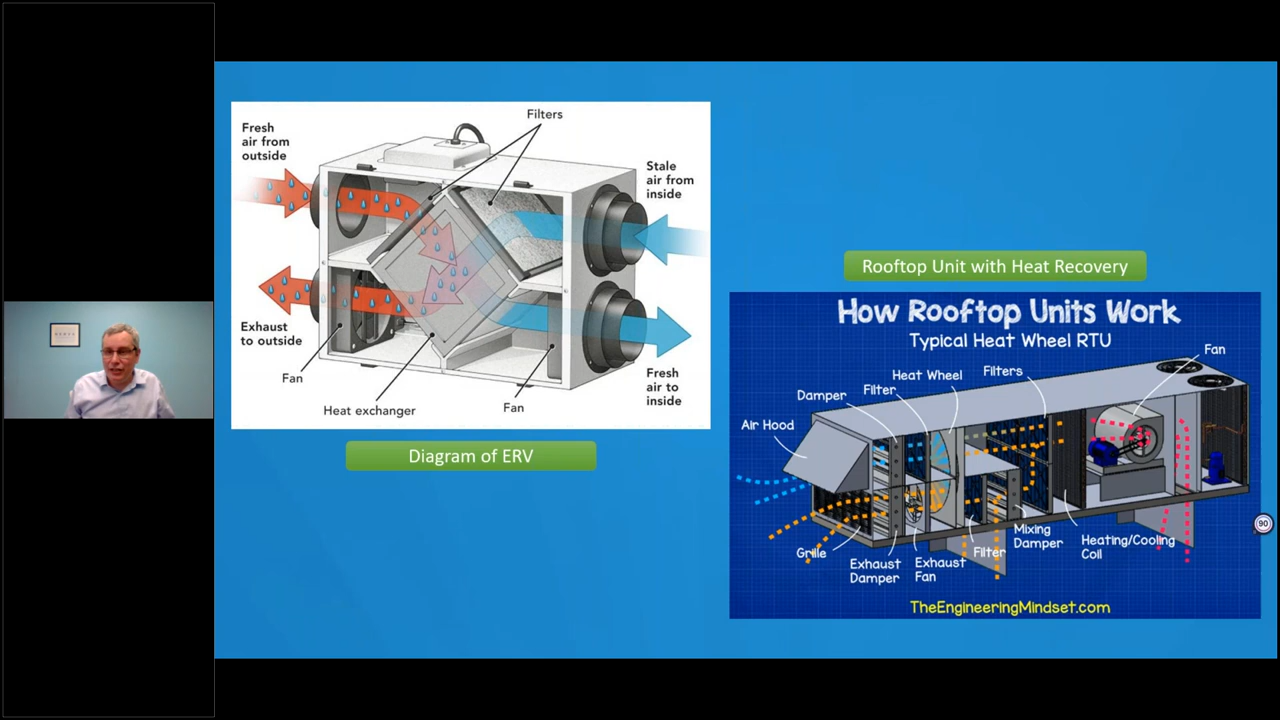 Filters
Fresh
air from
outside
Stale
air from
inside
Exhaust
to outside
Fan
Heat exchanger
Fan
Fresh
air to
inside
Diagram of ERV
Rooftop Unit with Heat Recovery
How Rooftop Units Work
Typical Heat Wheel RTU
Fan
Heat Wheel
Filters
Filter
Damper
Air Hood
Grille
Exhaust
Damper
Exhaust
Fan
Filter
Mixing
Damper
Heating/Cooling
Coil
TheEngineeringMindset.com
90